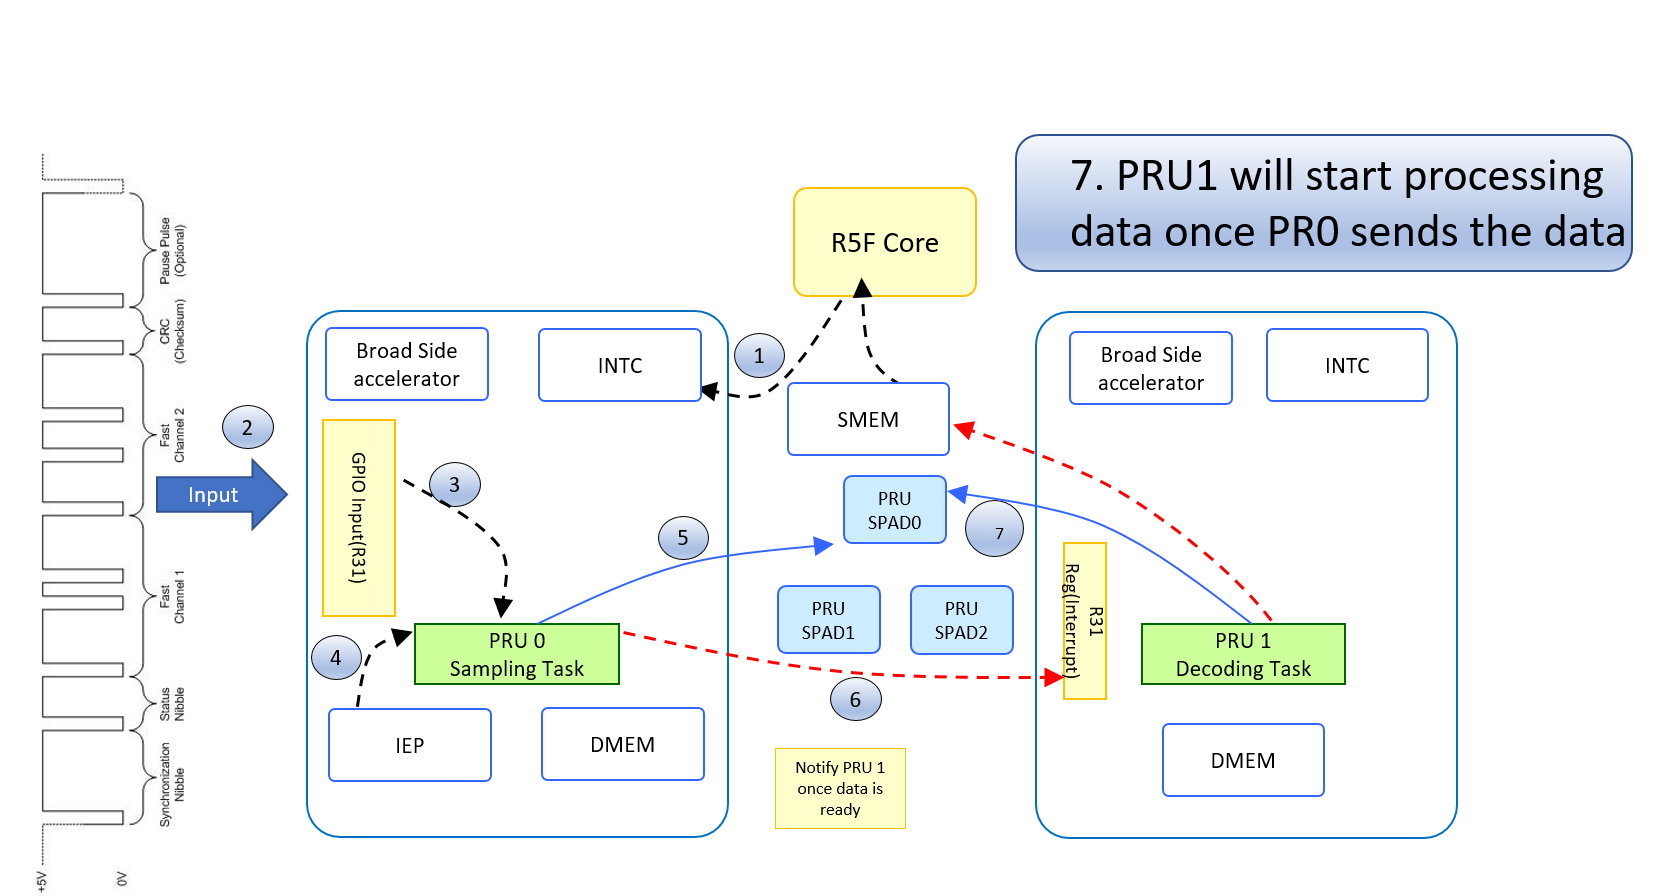 7. PRU1 will start processing
data once PR0 sends the data
R5F Core
Broad Side
accelerator
INTC
1
SMEM
Broad Side
accelerator
INTC
2
Input
GPIO Input(R31)
3
PRU
SPAD0
7
5
PRU
SPAD1
PRU
SPAD2
R31
Reg(Interrupt)
4
PRU 0
Sampling Task
PRU 1
Decoding Task
6
IEP
DMEM
DMEM
Notify PRU 1
once data is
ready
Pause Pulse
(Optional)
CRC
(Checksum)
Fast
Channel 2
Fast
Channel 1
Status
Nibble
Synchronization
Nibble
+5V
0V